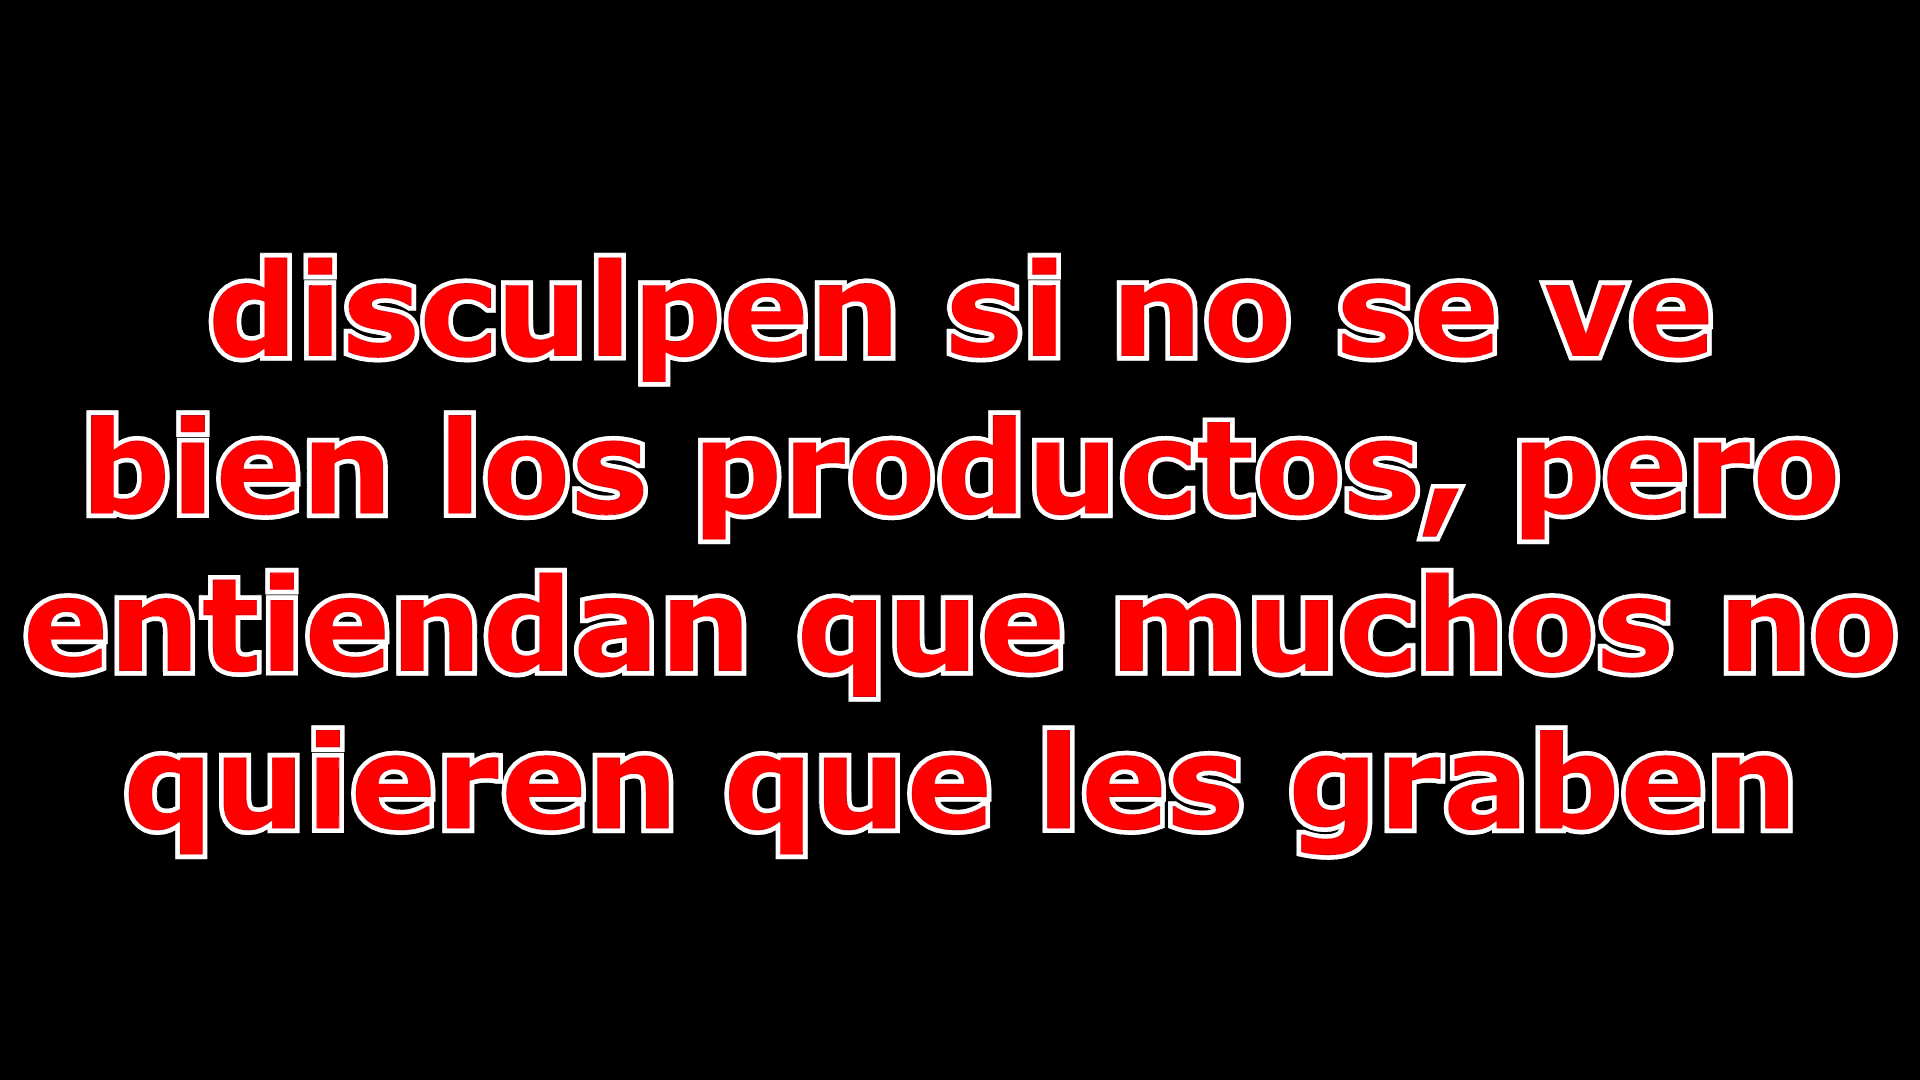 disculpen si no se ve
bien los productos, pero
entiendan que muchos no
quieren que les graben